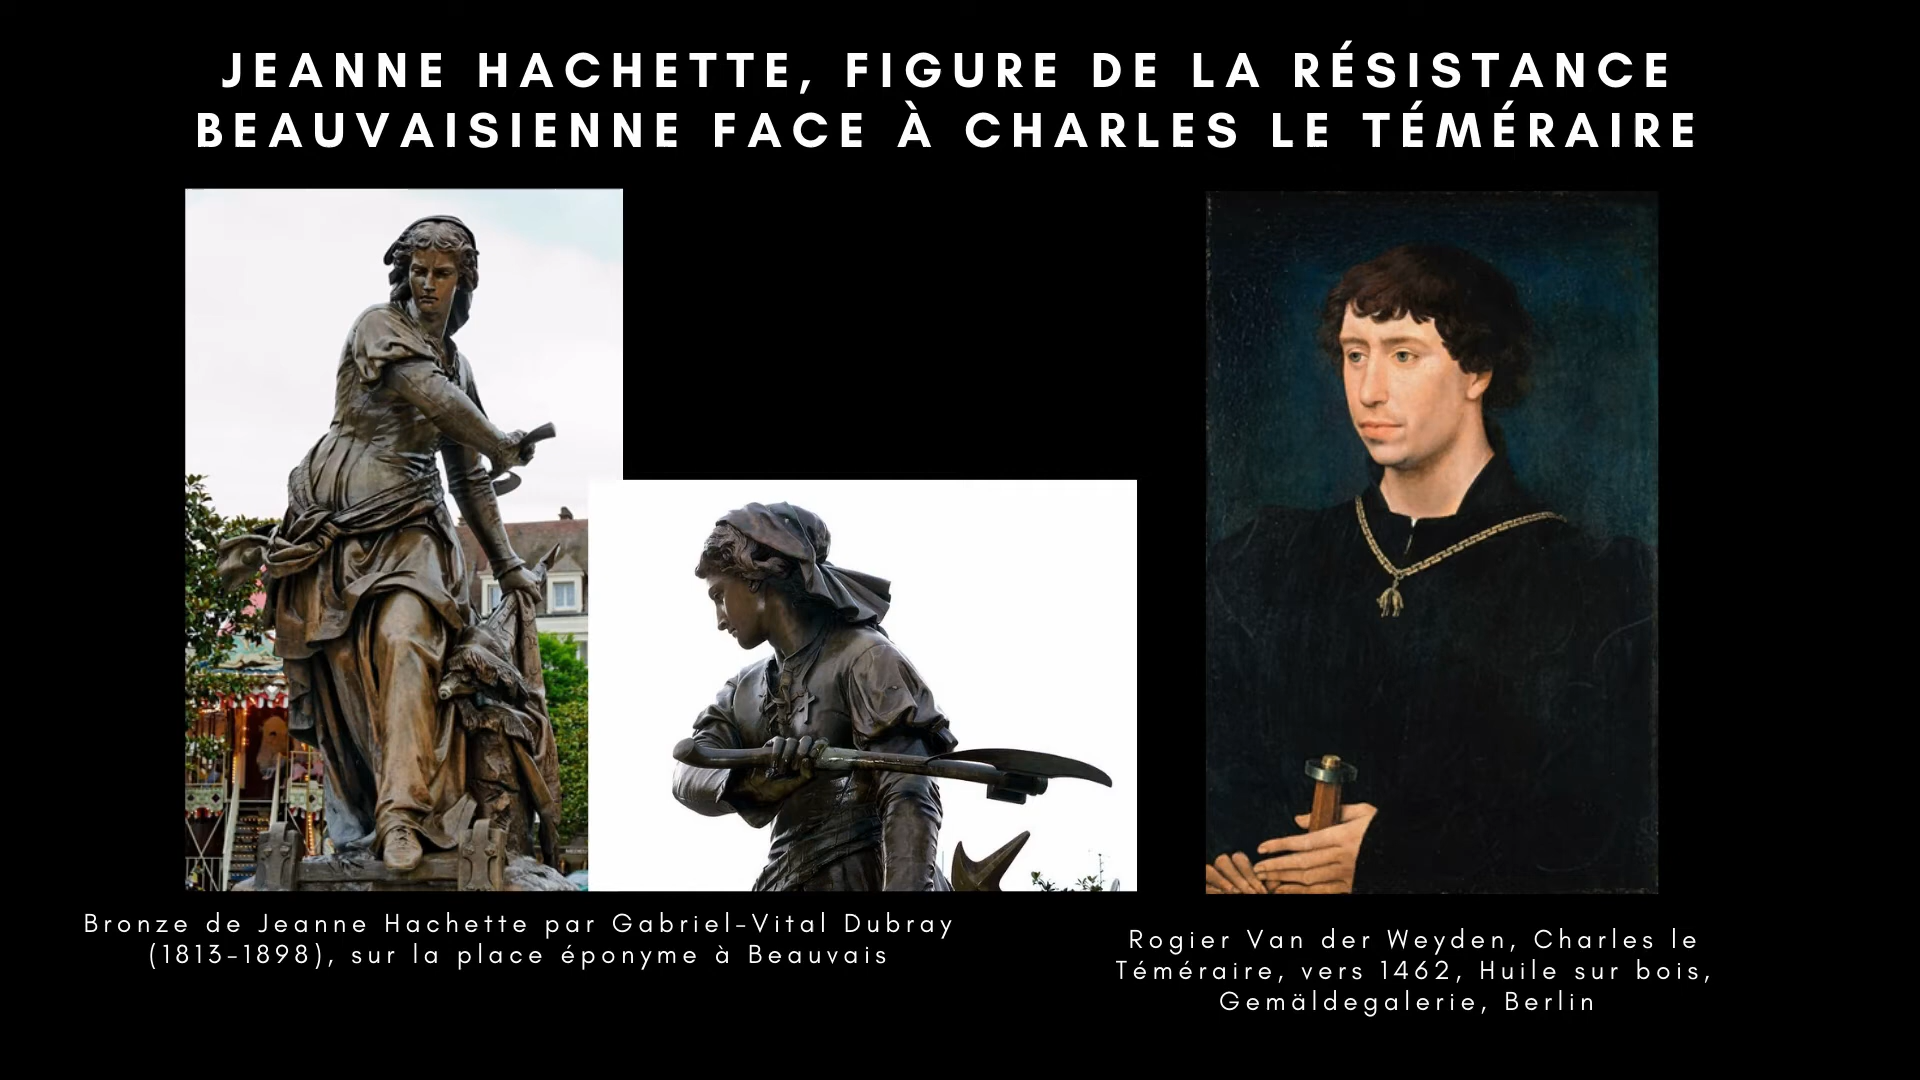 JEANNE HACHETTE, FIGURE DE LA RÉSISTANCE
BEAUVAISIENNE FACE À CHARLES LE TÉMÉRAIRE
Bronze de Jeanne Hachette par Gabriel-Vital Dubray
(1813-1898), sur la place éponyme à Beauvais
Rogier Van der Weyden, Charles le
Téméraire, vers 1462, Huile sur bois,
Gemäldegalerie, Berlin